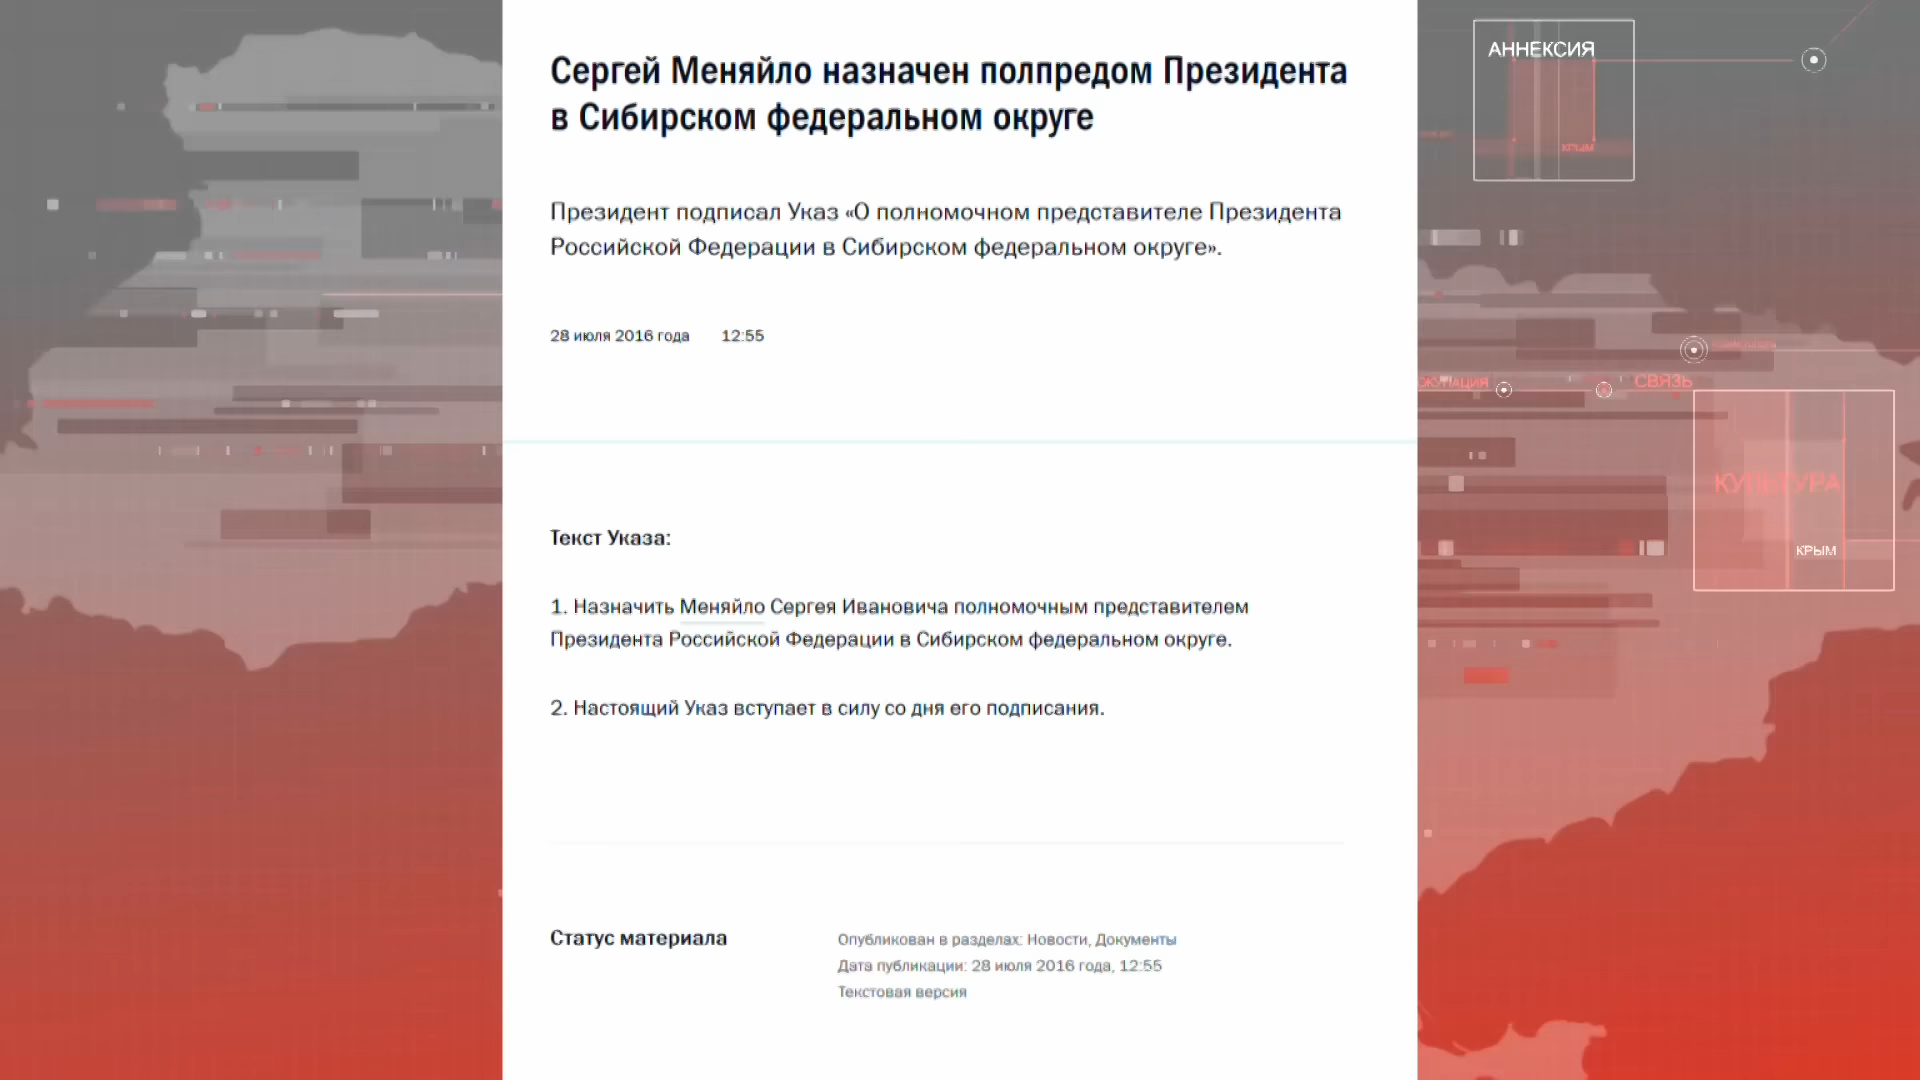 Сергей Меняйло назначен полпредом Президента
в Сибирском федеральном округе
Президент подписал Указ «О полномочном представителе Президента
Российской Федерации в Сибирском федеральном округе».
28 июля 2016 года 12:55
Текст Указа:
1. Назначить Меняйло Сергея Ивановича полномочным представителем
Президента Российской Федерации в Сибирском федеральном округе.
2. Настоящий Указ вступает в силу со дня его подписания.
Статус материала
Опубликован в разделах: Новости, Документы
Дата публикации: 28 июля 2016 года, 12:55
Текстовая версия
АННЕКСИЯ
КРЫМ
СВЯЗЬ
КУЛЬТУРА
КРЫМ